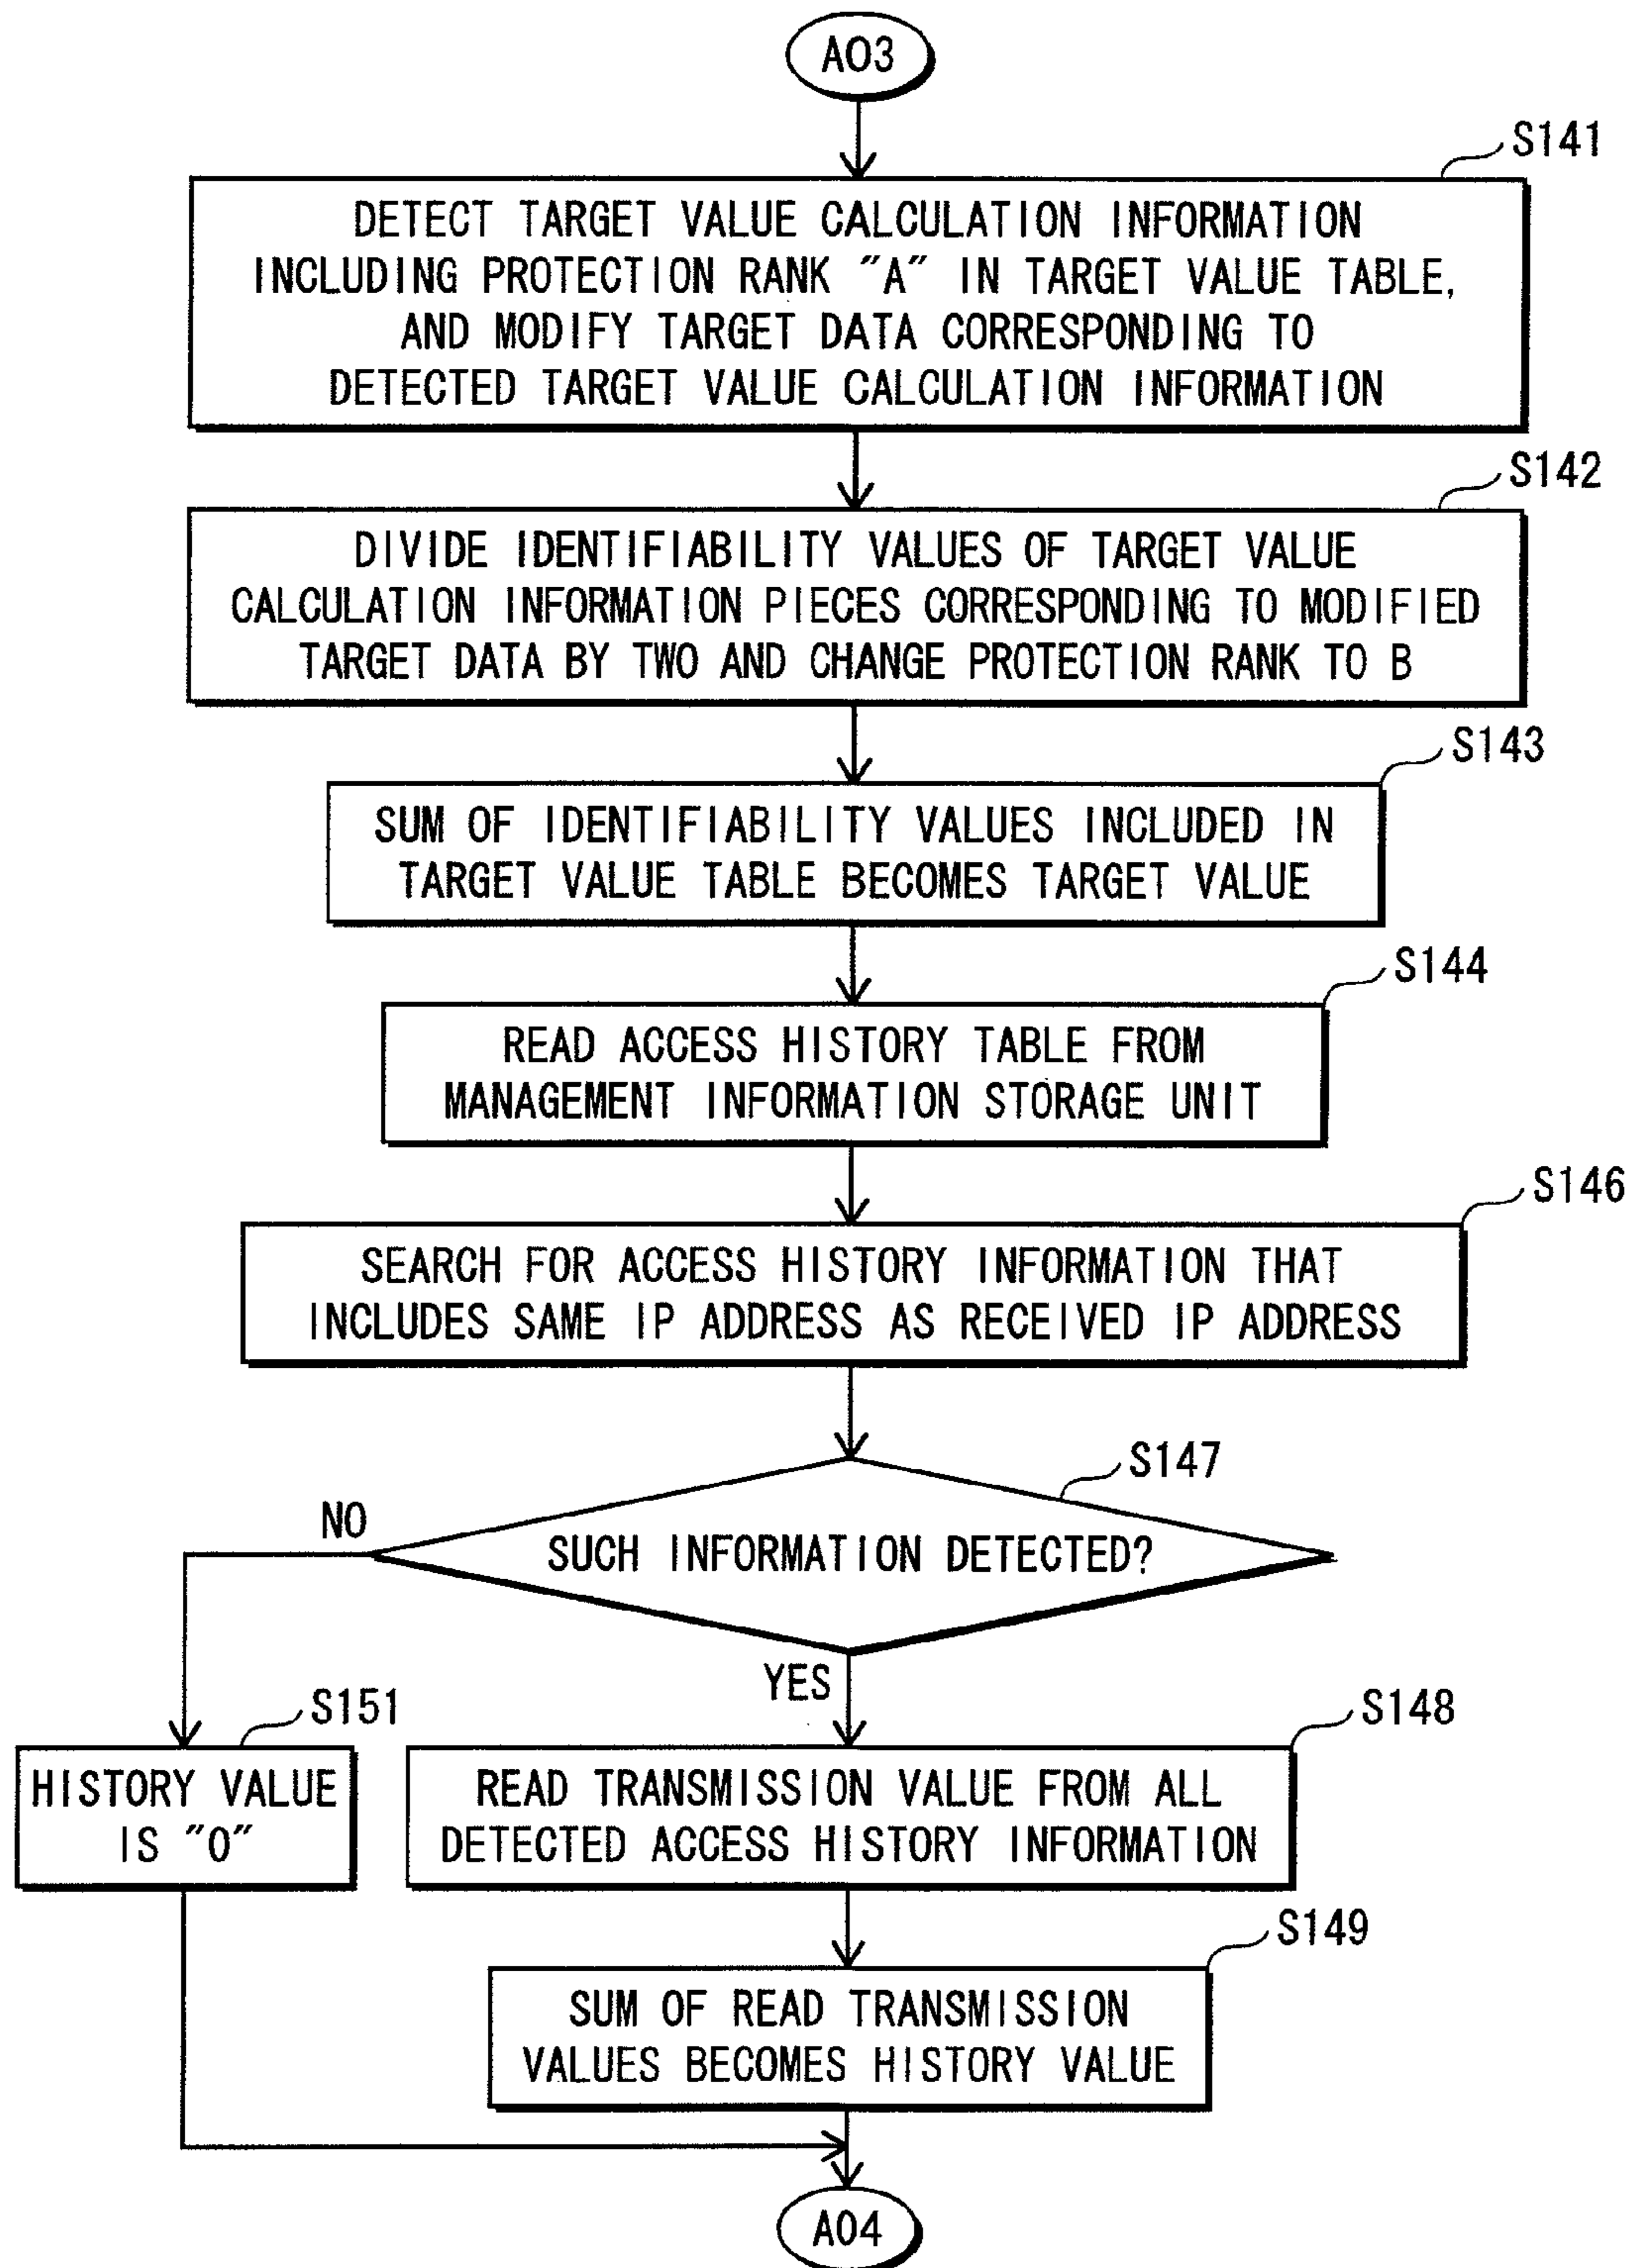 A03
S141
DETECT TARGET VALUE CALCULATION INFORMATION
INCLUDING PROTECTION RANK "A" IN TARGET VALUE TABLE,
AND MODIFY TARGET DATA CORRESPONDING TO
DETECTED TARGET VALUE CALCULATION INFORMATION
S142
DIVIDE IDENTIFIABILITY VALUES OF TARGET VALUE
CALCULATION INFORMATION PIECES CORRESPONDING TO MODIFIED
TARGET DATA BY TWO AND CHANGE PROTECTION RANK TO B
S143
SUM OF IDENTIFIABILITY VALUES INCLUDED IN
TARGET VALUE TABLE BECOMES TARGET VALUE
S144
READ ACCESS HISTORY TABLE FROM
MANAGEMENT INFORMATION STORAGE UNIT
S146
SEARCH FOR ACCESS HISTORY INFORMATION THAT
INCLUDES SAME IP ADDRESS AS RECEIVED IP ADDRESS
S147
NO
SUCH INFORMATION DETECTED?
YES
S151
HISTORY VALUE
IS "0"
S148
READ TRANSMISSION VALUE FROM ALL
DETECTED ACCESS HISTORY INFORMATION
S149
SUM OF READ TRANSMISSION
VALUES BECOMES HISTORY VALUE
A04